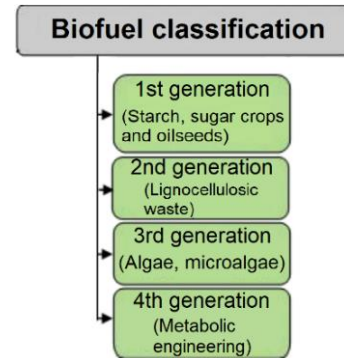 Biofuel classification
1st generation
(Starch, sugar crops
and oilseeds)
2nd generation
(Lignocellulosic
waste)
3rd generation
(Algae, microalgae)
4th generation
(Metabolic
engineering)